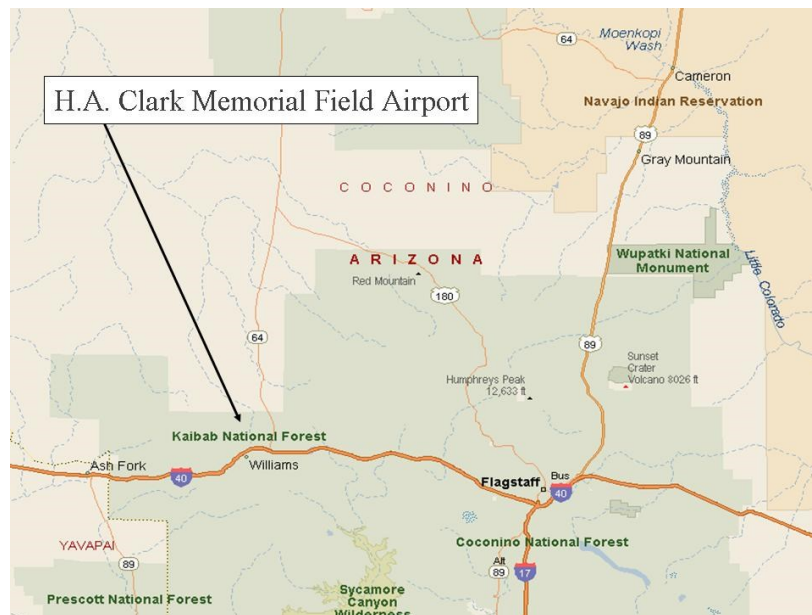 Moenkopi
Wash
64
Cameron
H.A. Clark Memorial Field Airport
Navajo Indian Reservation
89
Gray Mountain
COCONINO
ARIZONA
Wupatki National
Monument
Little Colorado
Red Mountain
180
64
89
Sunset
Crater
Volcano 8026 ft
Humphreys Peak
12,633 ft
Kaibab National Forest
Ash Fork
Williams
40
Flagstaff
Bus
40
YAVAPAI
89
Coconino National Forest
Alt
89
17
Prescott National Forest
Sycamore
Canyon
Wilderness